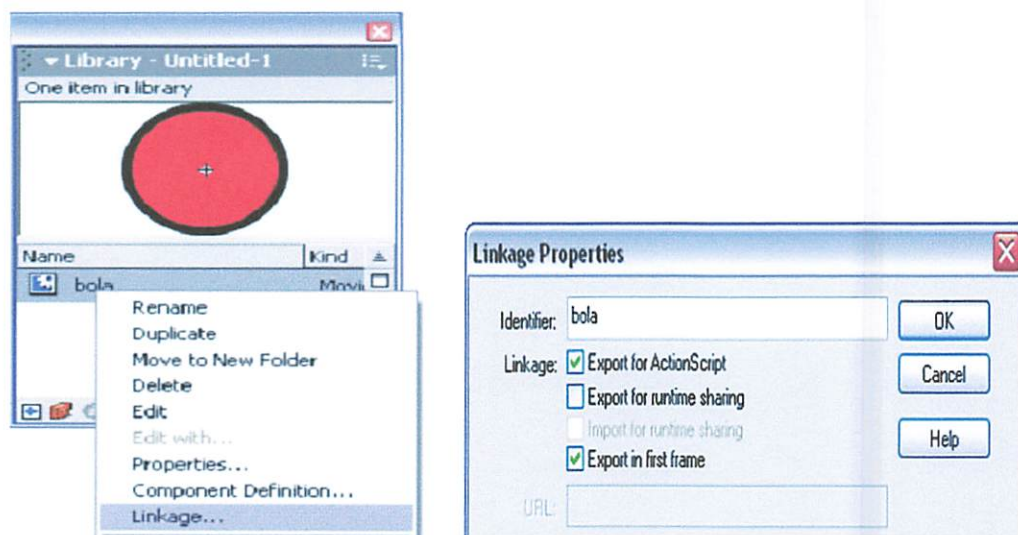 Library - Untitled-1
One item in library
Name Kind
bola
Rename
Duplicate
Move to New Folder
Delete
Edit
Edit with...
Properties...
Component Definition...
Linkage...
Linkage Properties
Identifier: bola
OK
Linkage: Export for ActionScript
Cancel
Export for runtime sharing
Import for runtime sharing
Help
Export in first frame
URL: